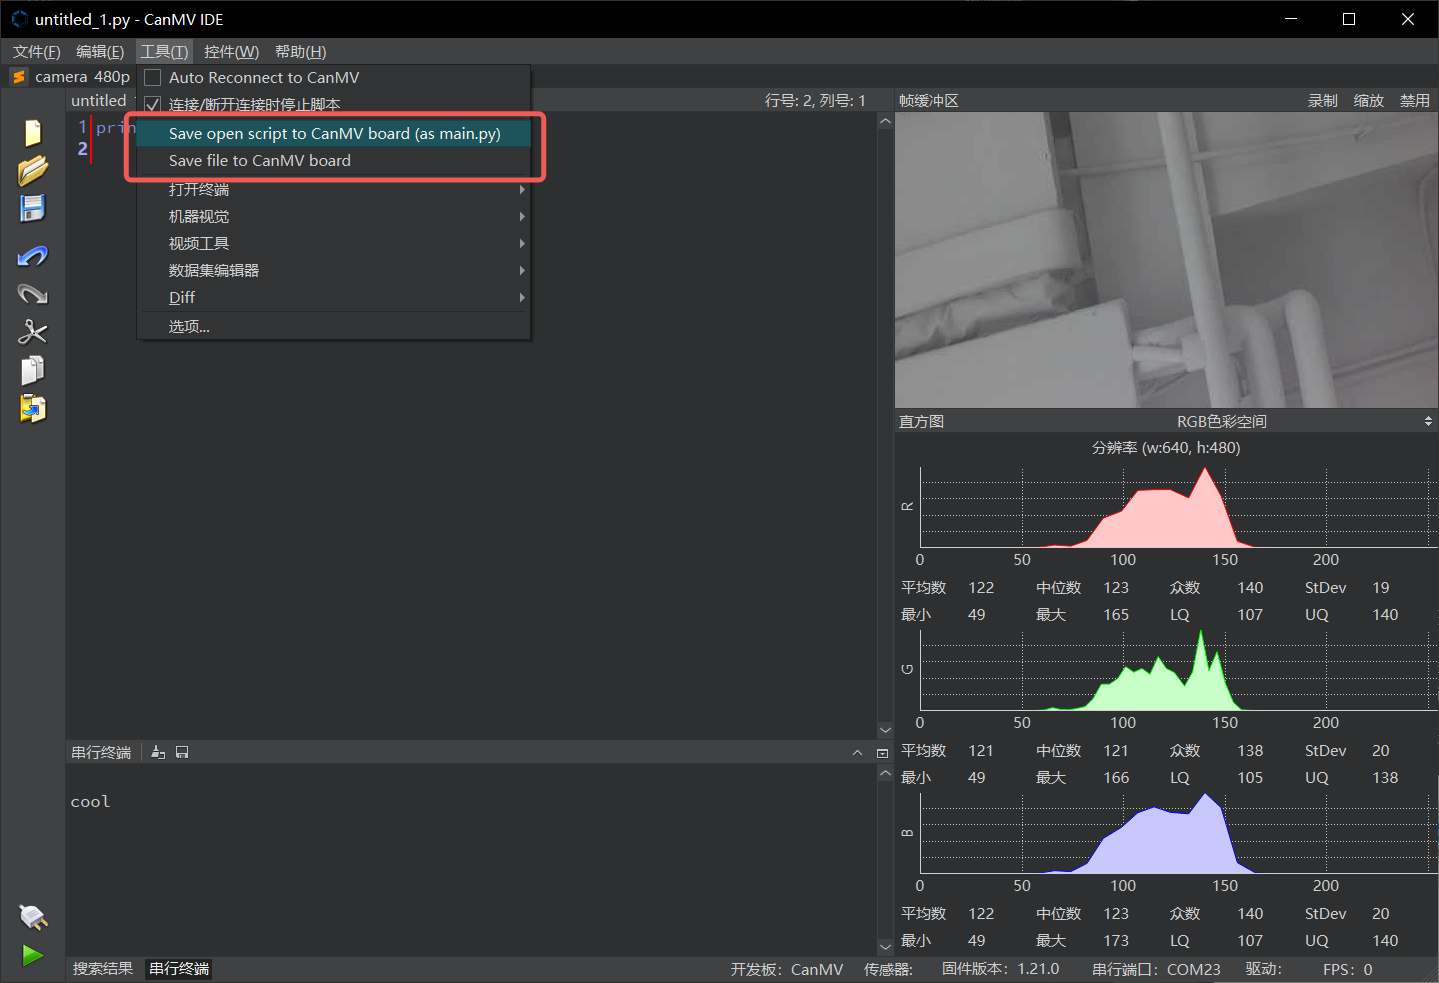 untitled_1.py - CanMV IDE
文件(F) 编辑(E) 工具(T) 控件(W) 帮助(H)
camera 480p
Auto Reconnect to CanMV
连接/断开连接时停止脚本
Save open script to CanMV board (as main.py)
Save file to CanMV board
打开终端
机器视觉
视频工具
数据集编辑器
Diff
选项...
untitled
行号: 2, 列号: 1
1 prin
2
帧缓冲区 录制 缩放 禁用
直方图 RGB色彩空间
分辨率 (w:640, h:480)
R
0 50 100 150 200
平均数 122 中位数 123 众数 140 StDev 19
最小 49 最大 165 LQ 107 UQ 140
G
0 50 100 150 200
平均数 121 中位数 121 众数 138 StDev 20
最小 49 最大 166 LQ 105 UQ 138
B
0 50 100 150 200
平均数 122 中位数 123 众数 140 StDev 20
最小 49 最大 173 LQ 107 UQ 140
串行终端
cool
搜索结果 串行终端
开发板: CanMV 传感器: 固件版本: 1.21.0 串行端口: COM23 驱动: FPS: 0